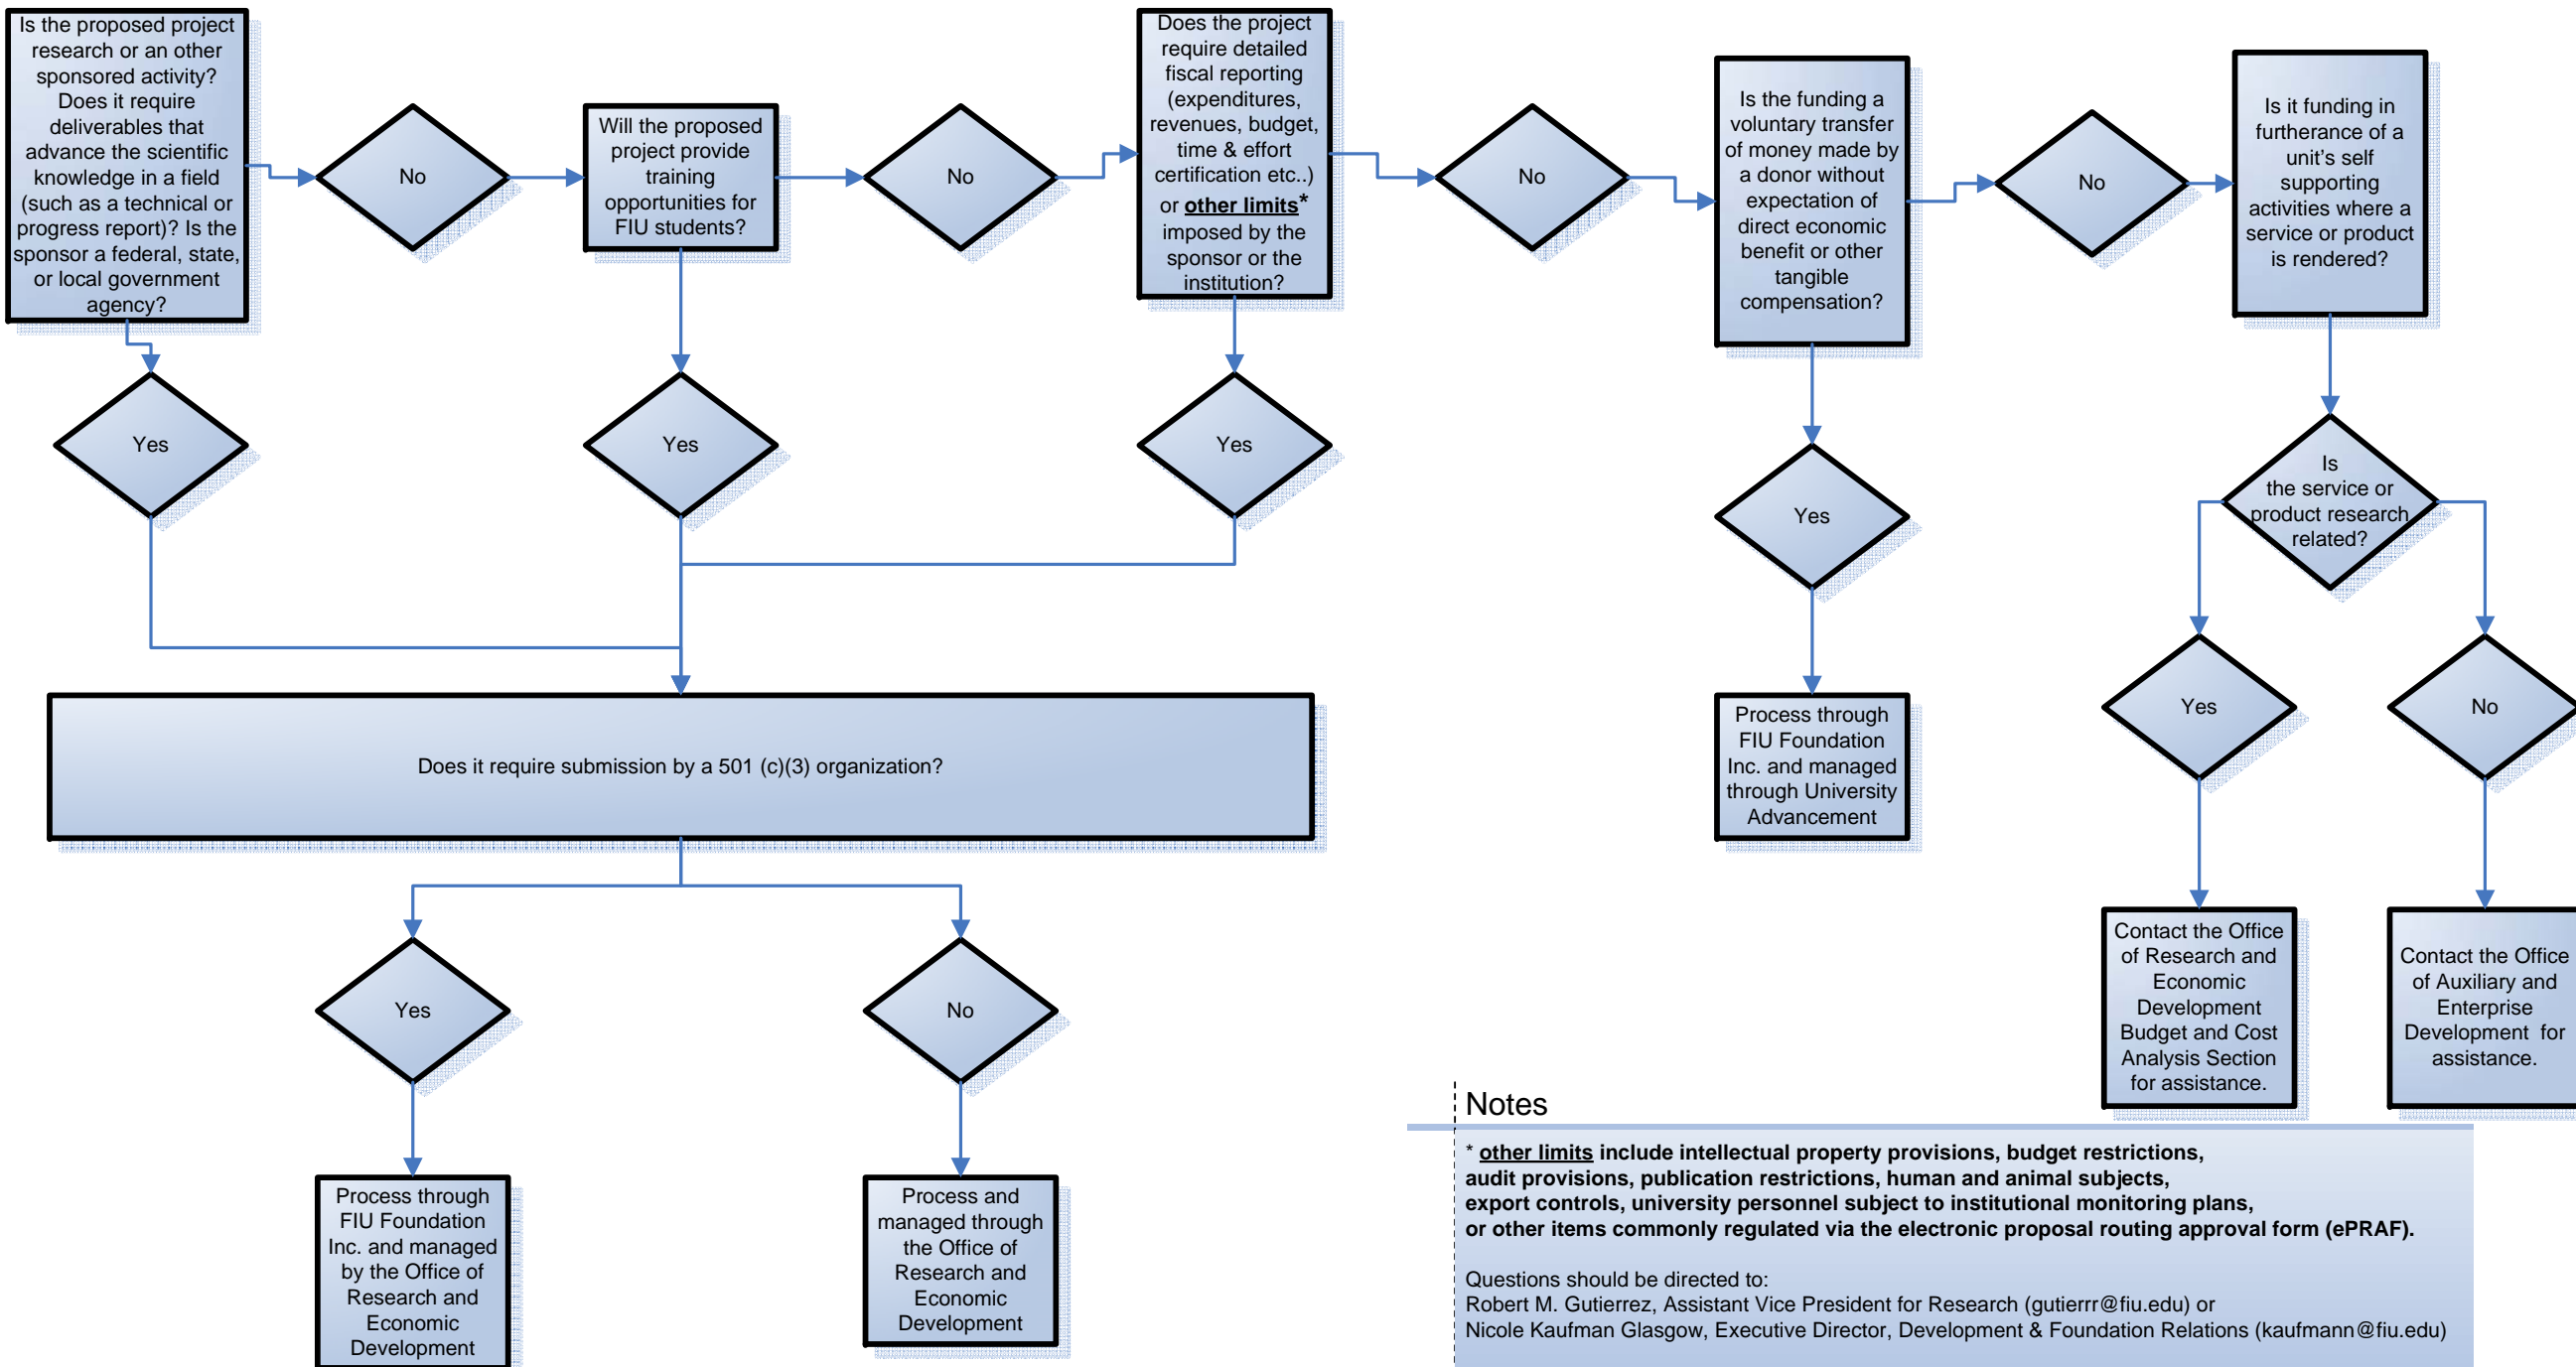 Is the proposed project
research or an other
sponsored activity?
Does it require
deliverables that
advance the scientific
knowledge in a field
(such as a technical or
progress report)? Is the
sponsor a federal, state,
or local government
agency?
No
Will the proposed
project provide
training
opportunities for
FIU students?
No
Does the project
require detailed
fiscal reporting
(expenditures,
revenues, budget,
time & effort
certification etc..)
or other limits*
imposed by the
sponsor or the
institution?
No
Is the funding a
voluntary transfer
of money made by
a donor without
expectation of
direct economic
benefit or other
tangible
compensation?
No
Is it funding in
furtherance of a
unit's self
supporting
activities where a
service or product
is rendered?
Yes
Yes
Yes
Yes
Is
the service or
product research
related?
Yes
No
Does it require submission by a 501 (c)(3) organization?
Process through
FIU Foundation
Inc. and managed
through University
Advancement
Yes
No
Contact the Office
of Research and
Economic
Development
Budget and Cost
Analysis Section
for assistance.
Contact the Office
of Auxiliary and
Enterprise
Development for
assistance.
Process through
FIU Foundation
Inc. and managed
by the Office of
Research and
Economic
Development
Process and
managed through
the Office of
Research and
Economic
Development
Notes
* other limits include intellectual property provisions, budget restrictions,
audit provisions, publication restrictions, human and animal subjects,
export controls, university personnel subject to institutional monitoring plans,
or other items commonly regulated via the electronic proposal routing approval form (ePRAF).
Questions should be directed to:
Robert M. Gutierrez, Assistant Vice President for Research (gutierrr@fiu.edu) or
Nicole Kaufman Glasgow, Executive Director, Development & Foundation Relations (kaufmann@fiu.edu)